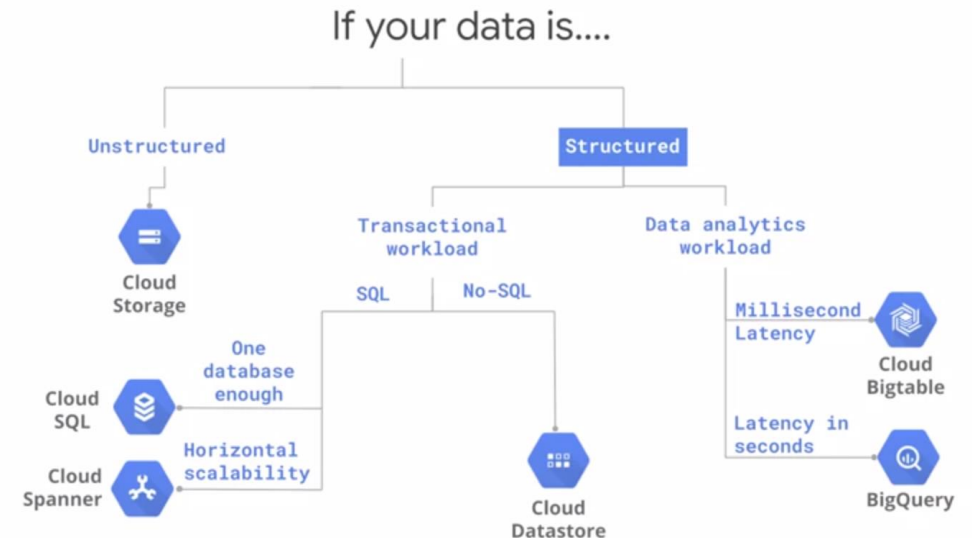 If your data is....
Unstructured
Structured
Cloud
Storage
Transactional
workload
Data analytics
workload
SQL
No-SQL
One
database
enough
Cloud
SQL
Horizontal
scalability
Cloud
Spanner
Cloud
Datastore
Millisecond
Latency
Cloud
Bigtable
Latency in
seconds
BigQuery